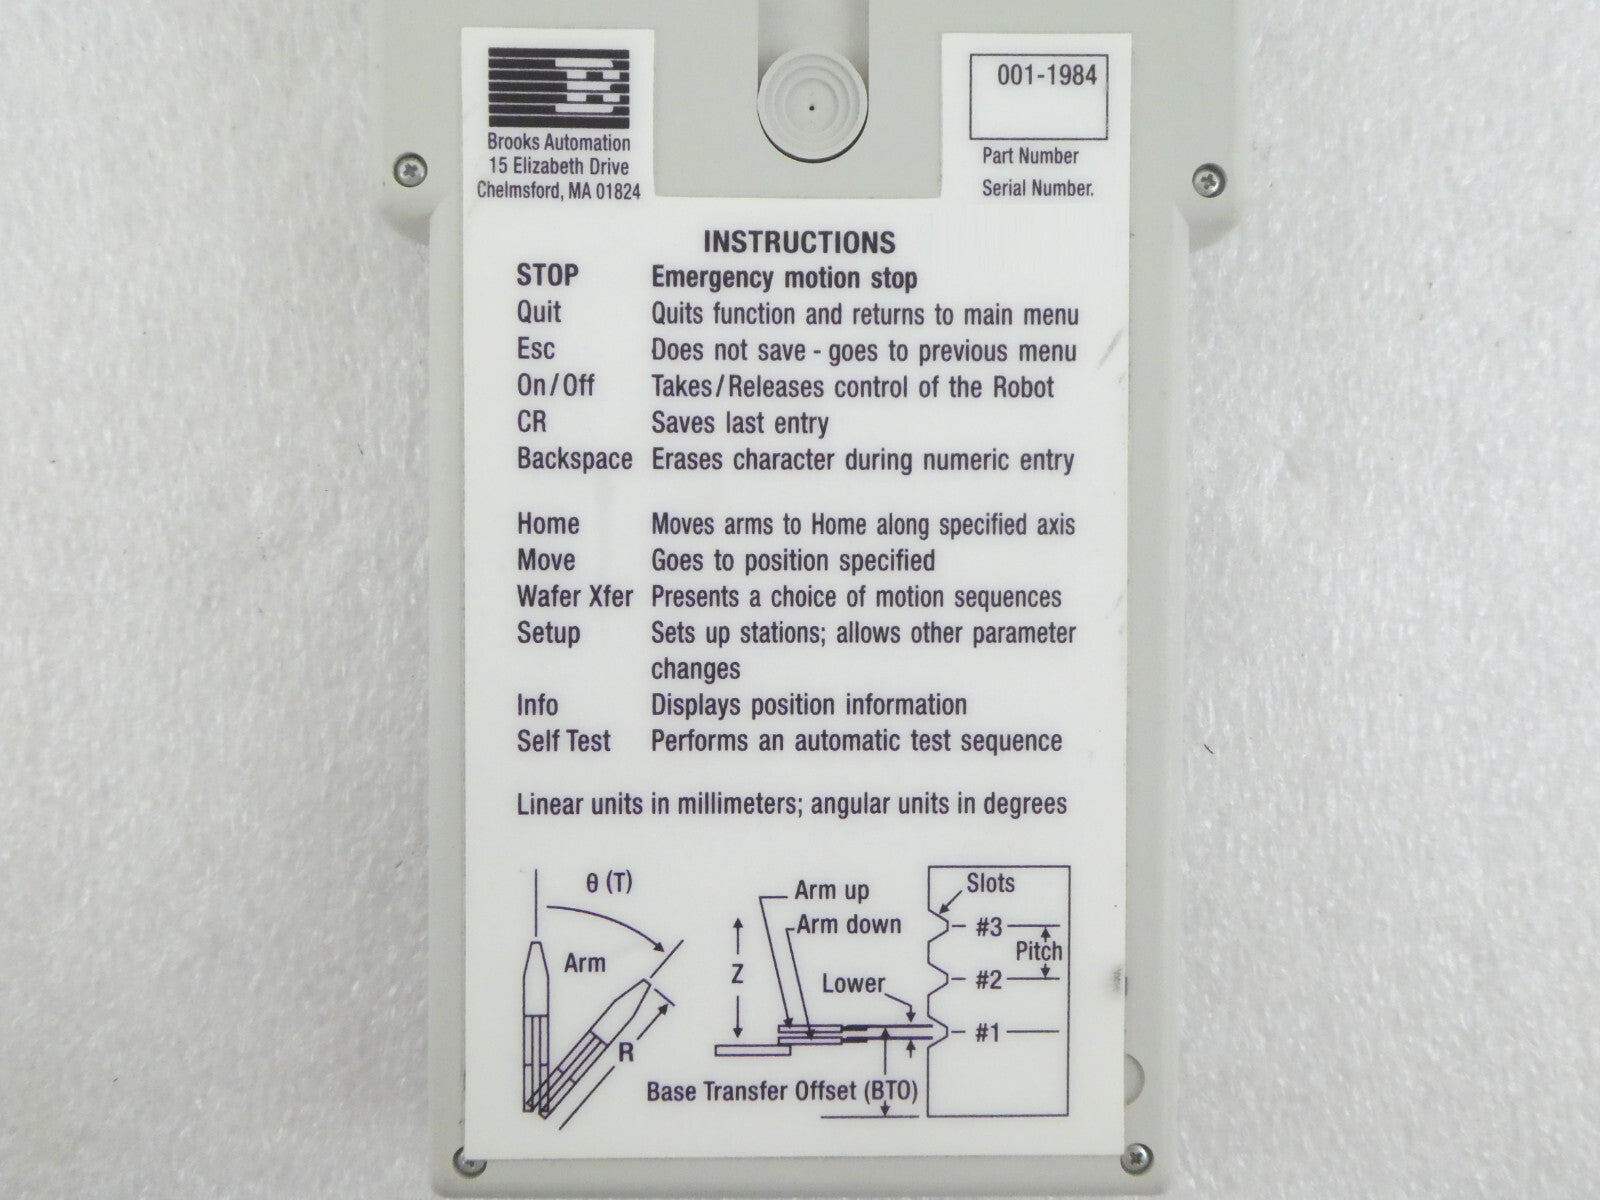 B
Brooks Automation
15 Elizabeth Drive
Chelmsford, MA 01824
001-1984
Part Number
Serial Number.
INSTRUCTIONS
STOP Emergency motion stop
Quit Quits function and returns to main menu
Esc Does not save - goes to previous menu
On/Off Takes/Releases control of the Robot
CR Saves last entry
Backspace Erases character during numeric entry
Home Moves arms to Home along specified axis
Move Goes to position specified
Wafer Xfer Presents a choice of motion sequences
Setup Sets up stations; allows other parameter
changes
Info Displays position information
Self Test Performs an automatic test sequence
Linear units in millimeters; angular units in degrees
θ (T)
Arm
R
Arm up
Arm down
Z
Lower
Base Transfer Offset (BTO)
Slots
#3
Pitch
#2
#1